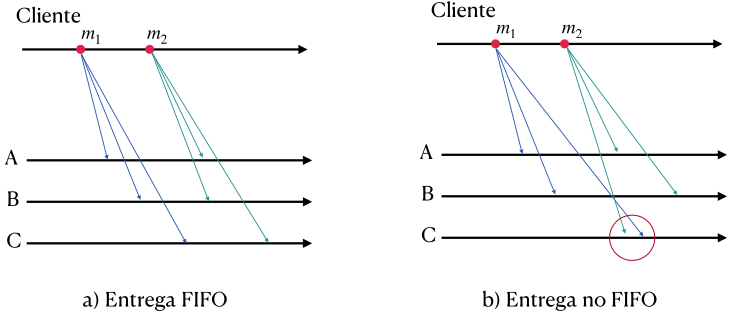 Cliente
m1 m2
A
B
C
a) Entrega FIFO
Cliente
m1 m2
A
B
C
b) Entrega no FIFO